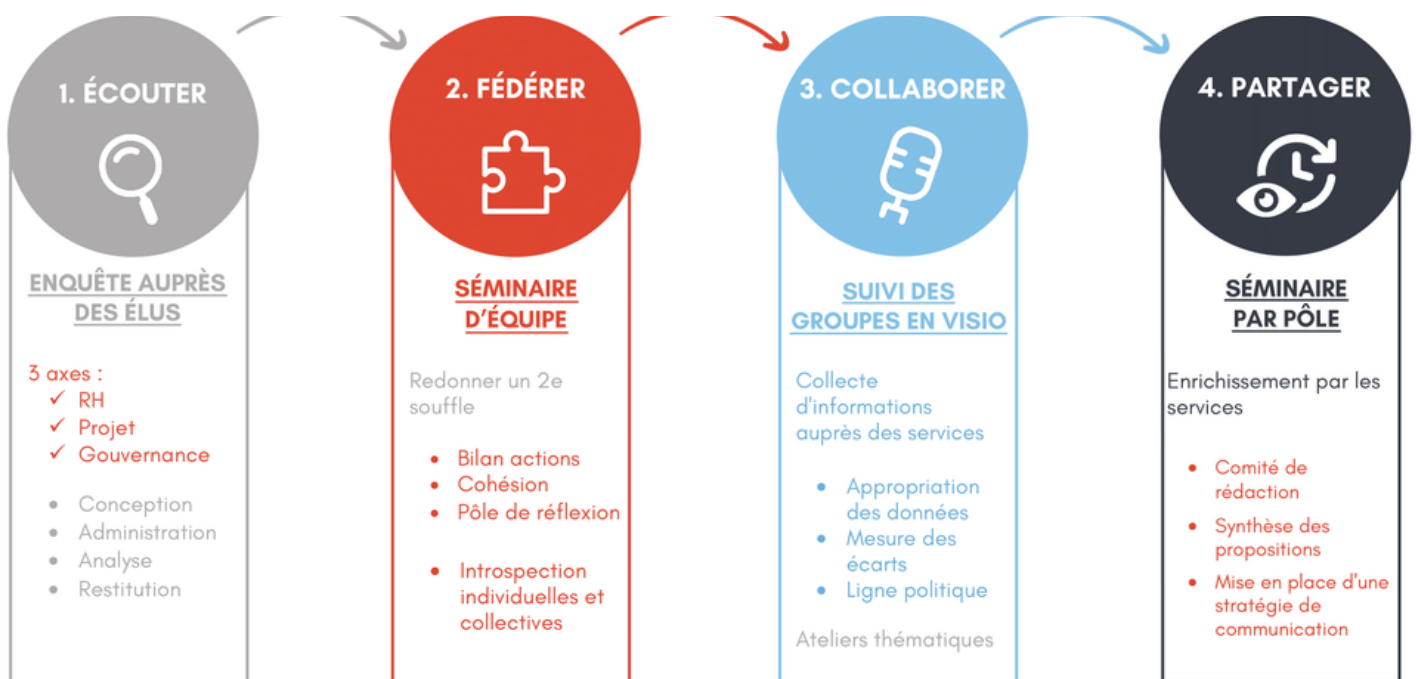 1. ÉCOUTER
ENQUÊTE AUPRÈS
DES ÉLUS
3 axes :
✓ RH
✓ Projet
✓ Gouvernance
• Conception
• Administration
• Analyse
• Restitution
2. FÉDÉRER
SÉMINAIRE
D'ÉQUIPE
Redonner un 2e
souffle
• Bilan actions
• Cohésion
• Pôle de réflexion
• Introspection
individuelles et
collectives
3. COLLABORER
SUIVI DES
GROUPES EN VISIO
Collecte
d'informations
auprès des services
• Appropriation
des données
• Mesure des
écarts
• Ligne politique
Ateliers thématiques
4. PARTAGER
SÉMINAIRE
PAR PÔLE
Enrichissement par les
services
• Comité de
rédaction
• Synthèse des
propositions
• Mise en place d'une
stratégie de
communication